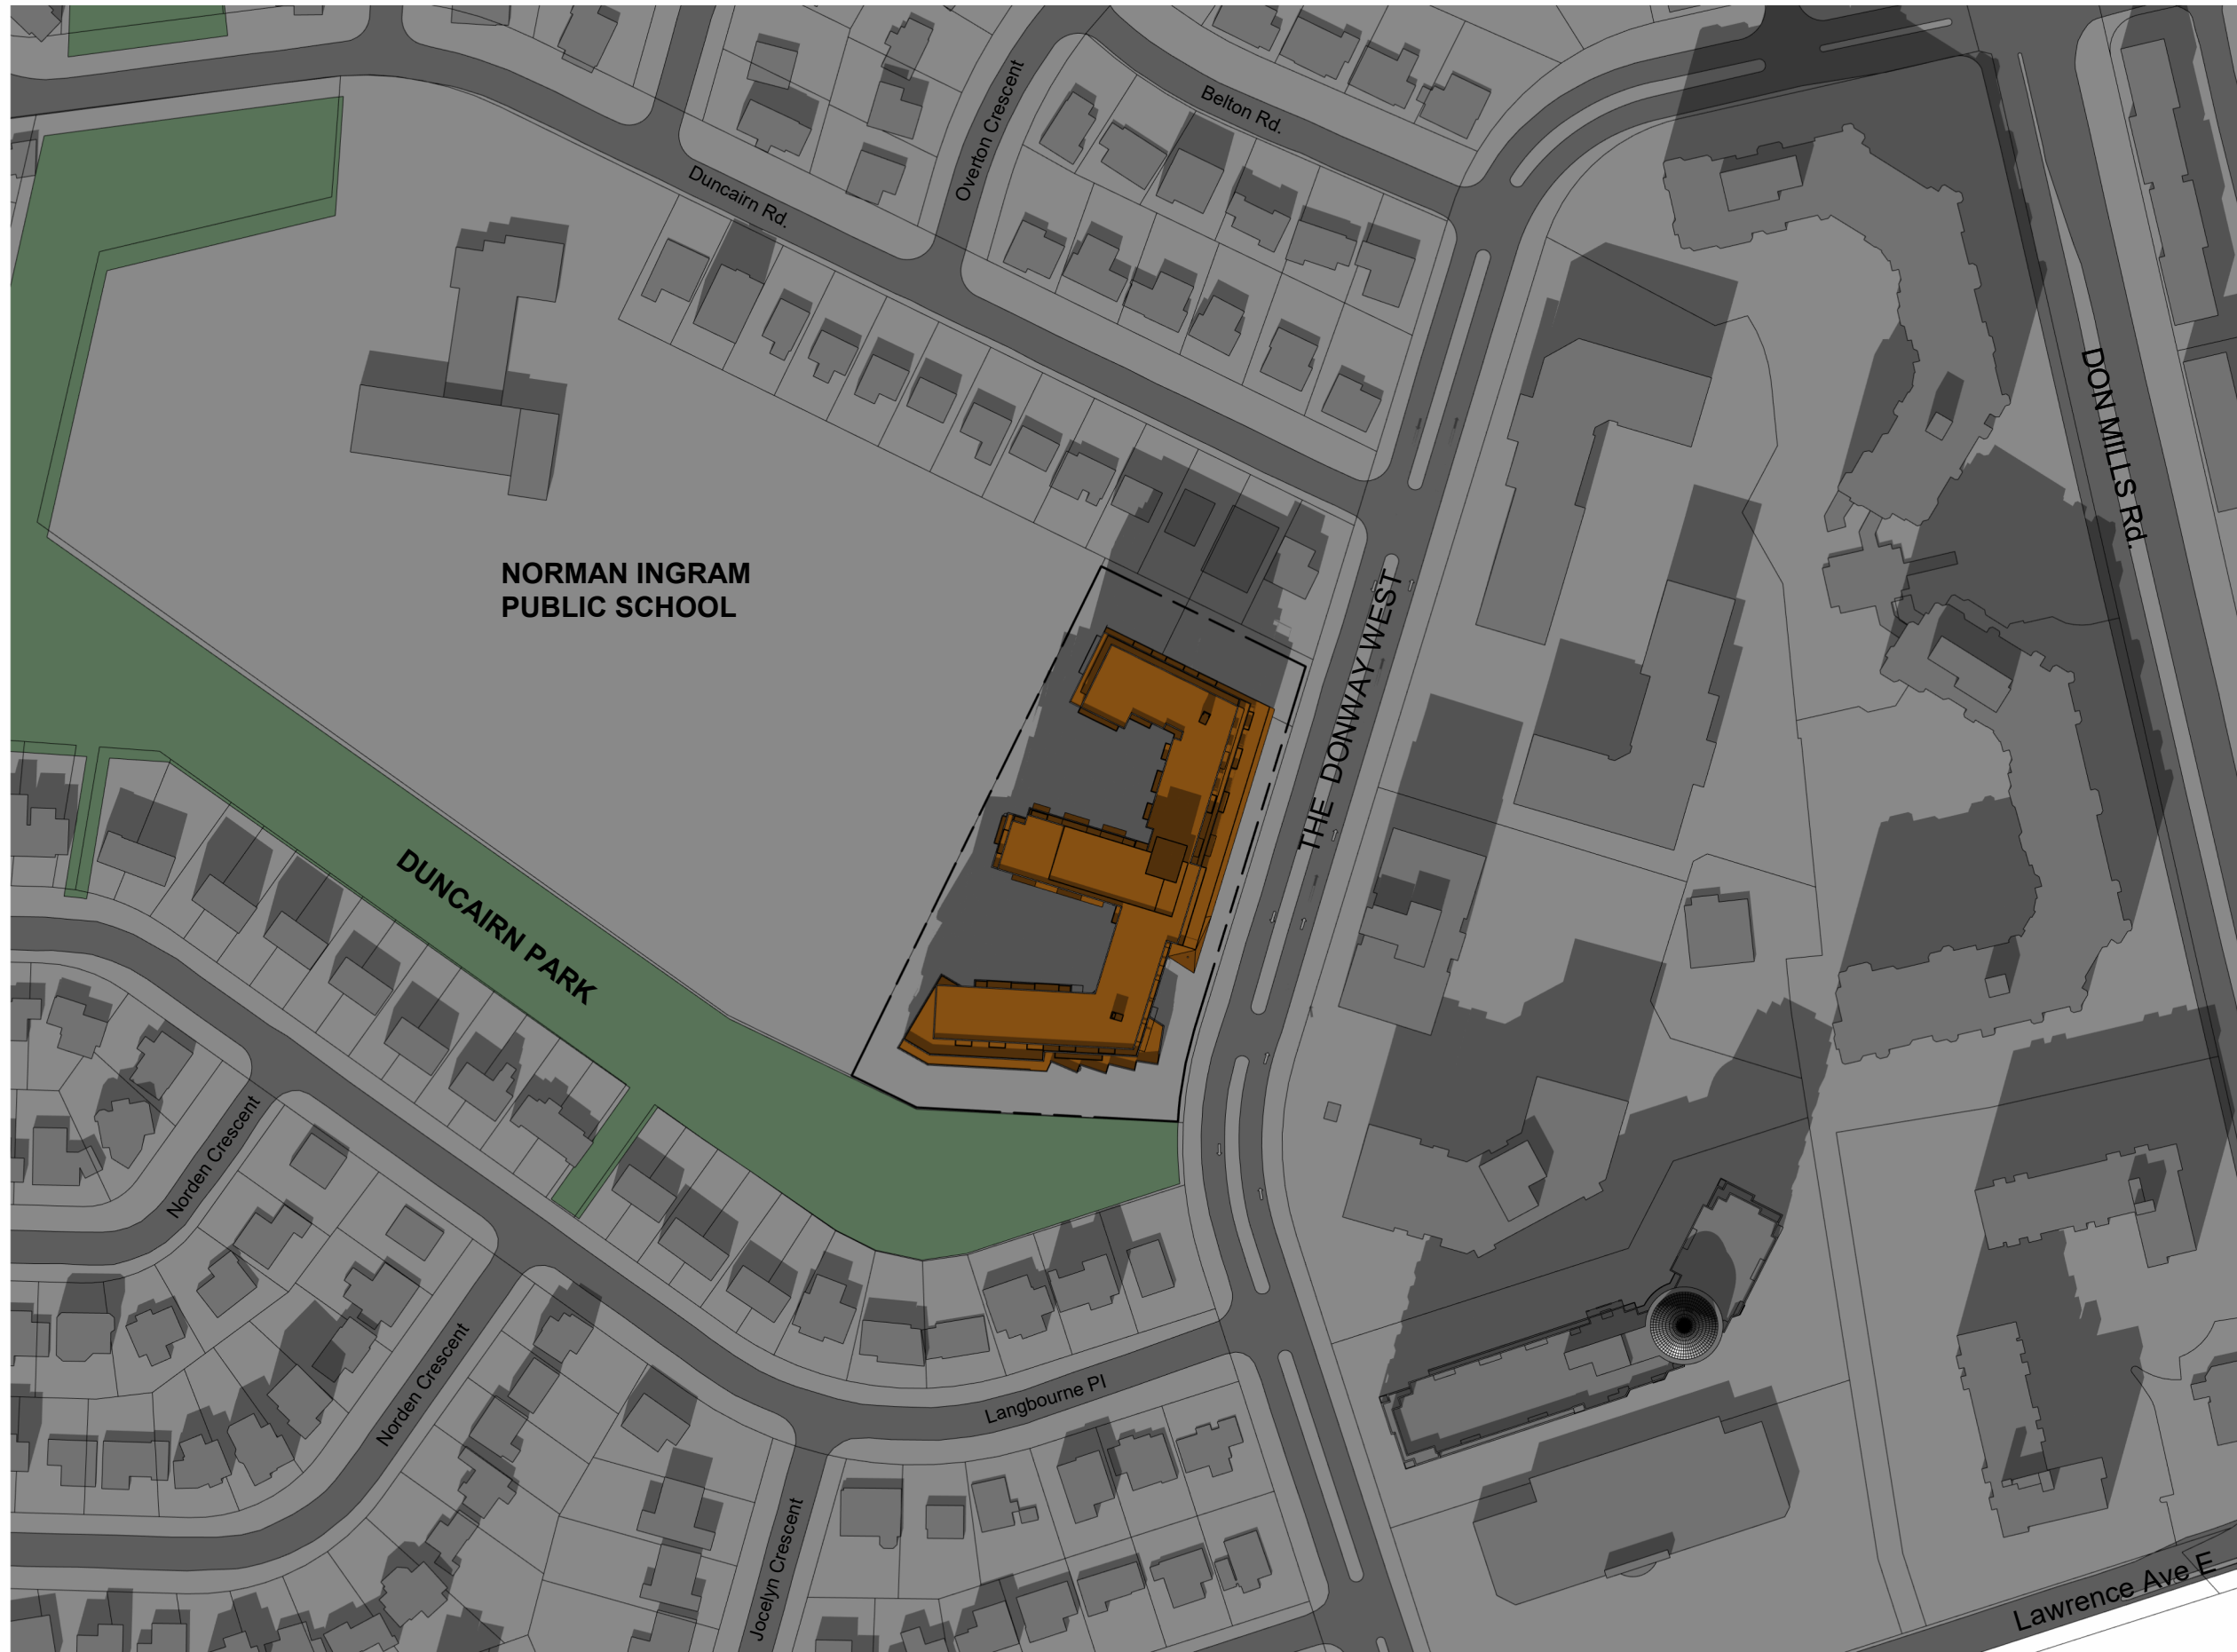 Overton Crescent
Belton Rd.
Duncairn Rd.
DON MILLS Rd.
NORMAN INGRAM
PUBLIC SCHOOL
THE DONWAY WEST
DUNCAIRN PARK
Norden Crescent
Norden Crescent
Langbourne Pl
Jocelyn Crescent
Lawrence Ave E